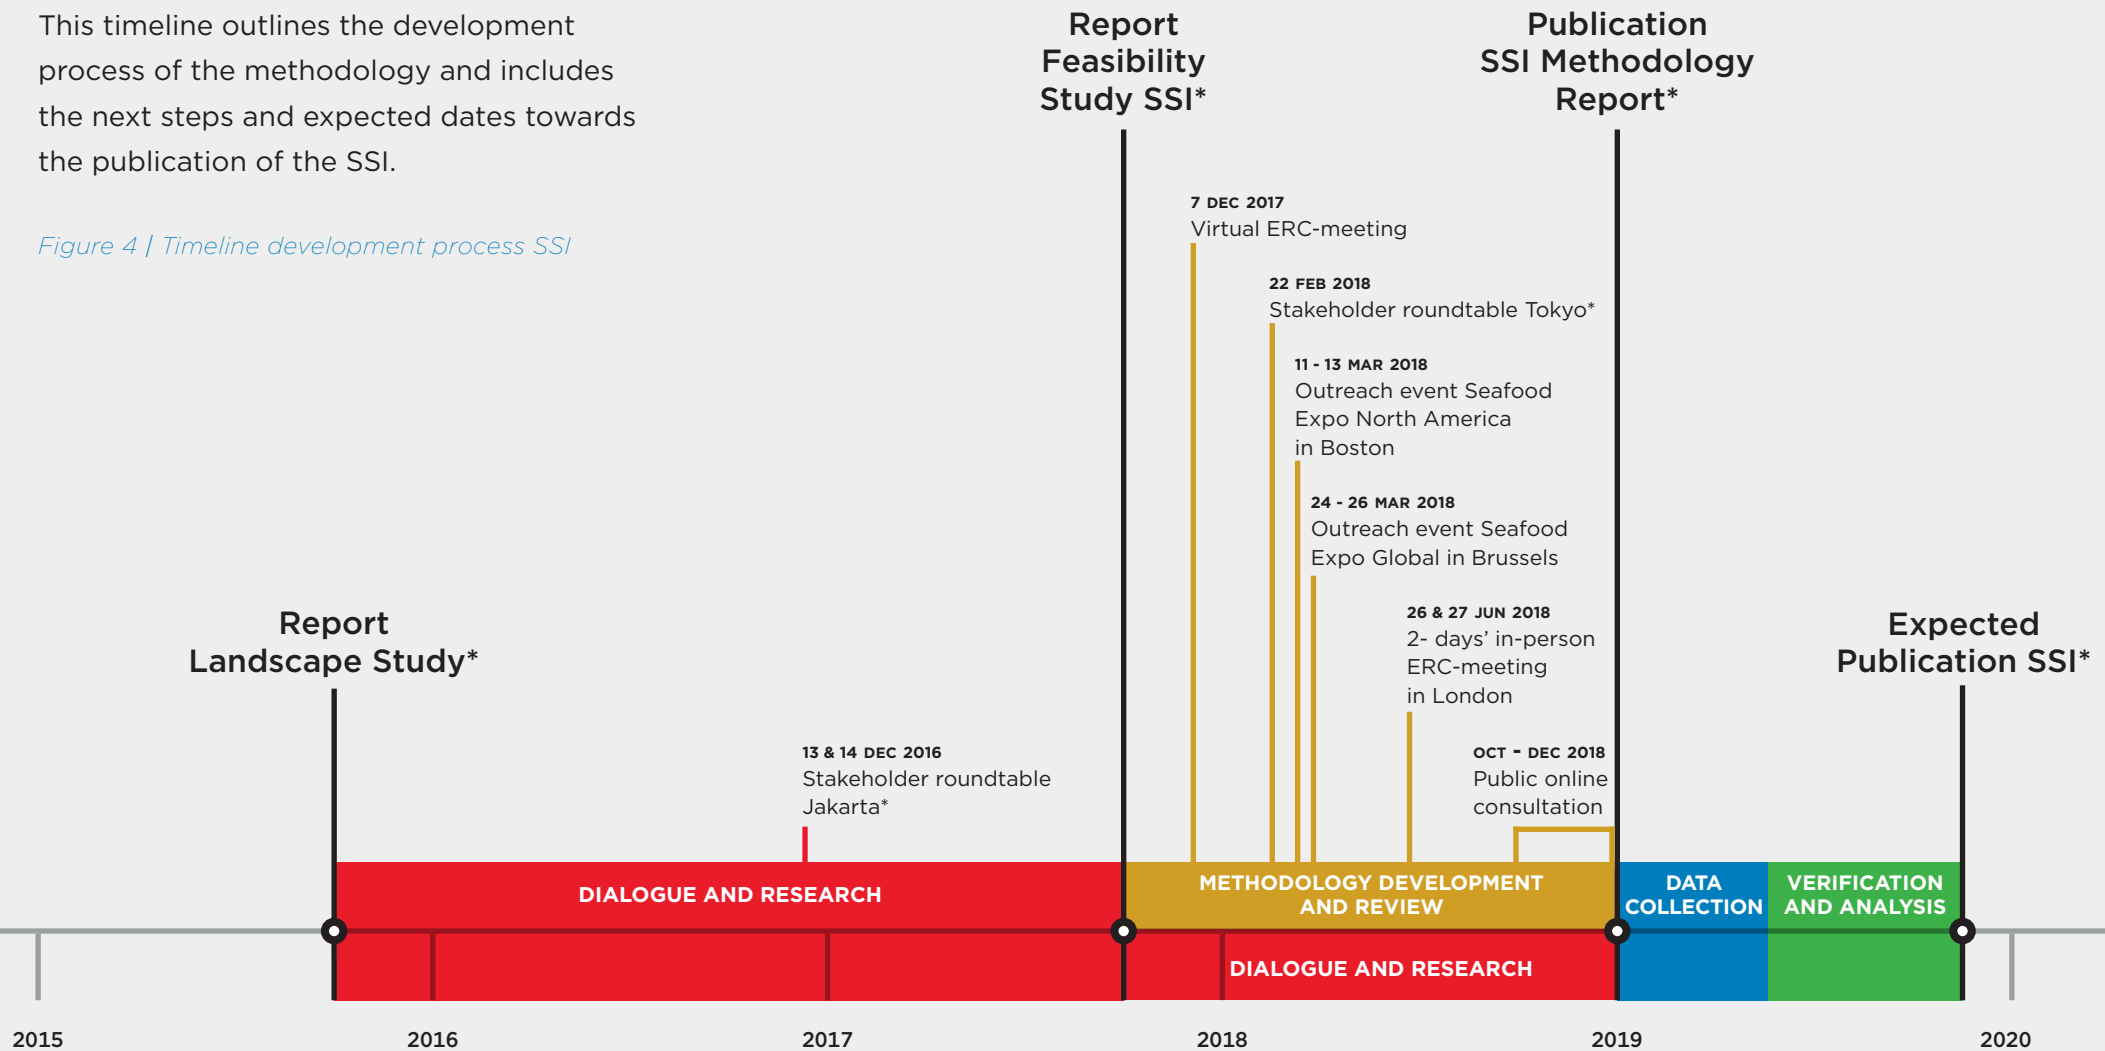 This timeline outlines the development
process of the methodology and includes
the next steps and expected dates towards
the publication of the SSI.
Figure 4 | Timeline development process SSI
Report
Feasibility
Study SSI*
Publication
SSI Methodology
Report*
7 DEC 2017
Virtual ERC-meeting
22 FEB 2018
Stakeholder roundtable Tokyo*
11 - 13 MAR 2018
Outreach event Seafood
Expo North America
in Boston
24 - 26 MAR 2018
Outreach event Seafood
Expo Global in Brussels
Report
Landscape Study*
26 & 27 JUN 2018
2- days' in-person
ERC-meeting
in London
Expected
Publication SSI*
13 & 14 DEC 2016
Stakeholder roundtable
Jakarta*
OCT - DEC 2018
Public online
consultation
DIALOGUE AND RESEARCH
METHODOLOGY DEVELOPMENT
AND REVIEW
DATA
COLLECTION
VERIFICATION
AND ANALYSIS
DIALOGUE AND RESEARCH
2015
2016
2017
2018
2019
2020